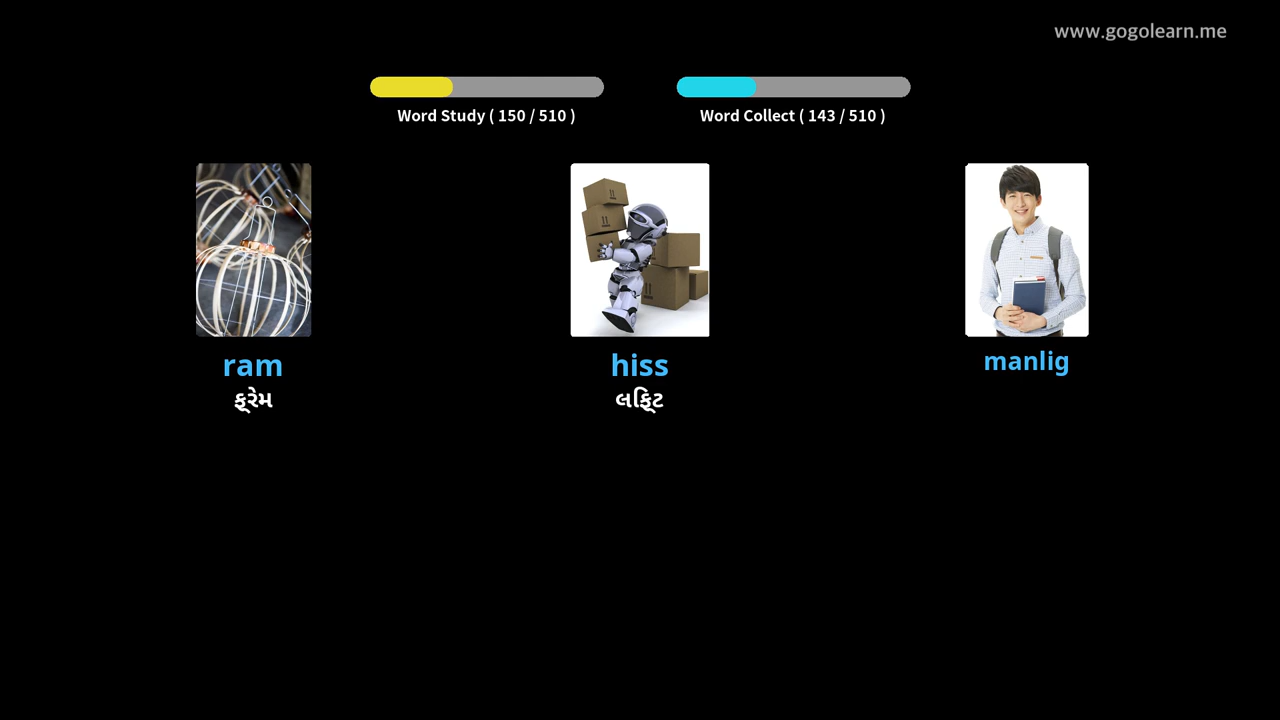 www.gogolearn.me
Word Study ( 150 / 510 )
Word Collect ( 143 / 510 )
ram
hiss
manlig
ફ્રેમ
લિફ્ટ